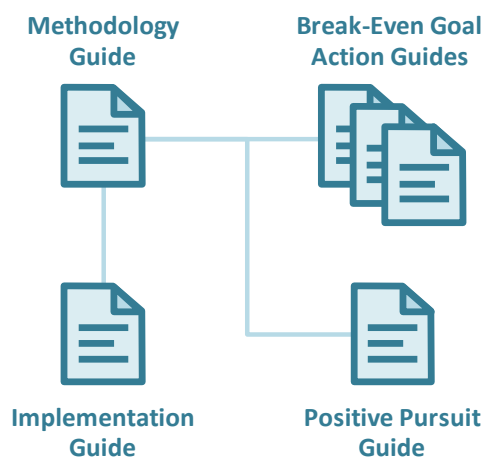 Methodology
Guide
Break-Even Goal
Action Guides
Implementation
Guide
Positive Pursuit
Guide